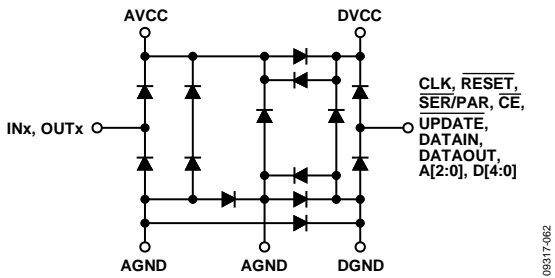 AVCC DVCC
INx, OUTx
CLK, RESET,
SER/PAR, CE,
UPDATE,
DATAIN,
DATAOUT,
A[2:0], D[4:0]
AGND AGND DGND
09317-062